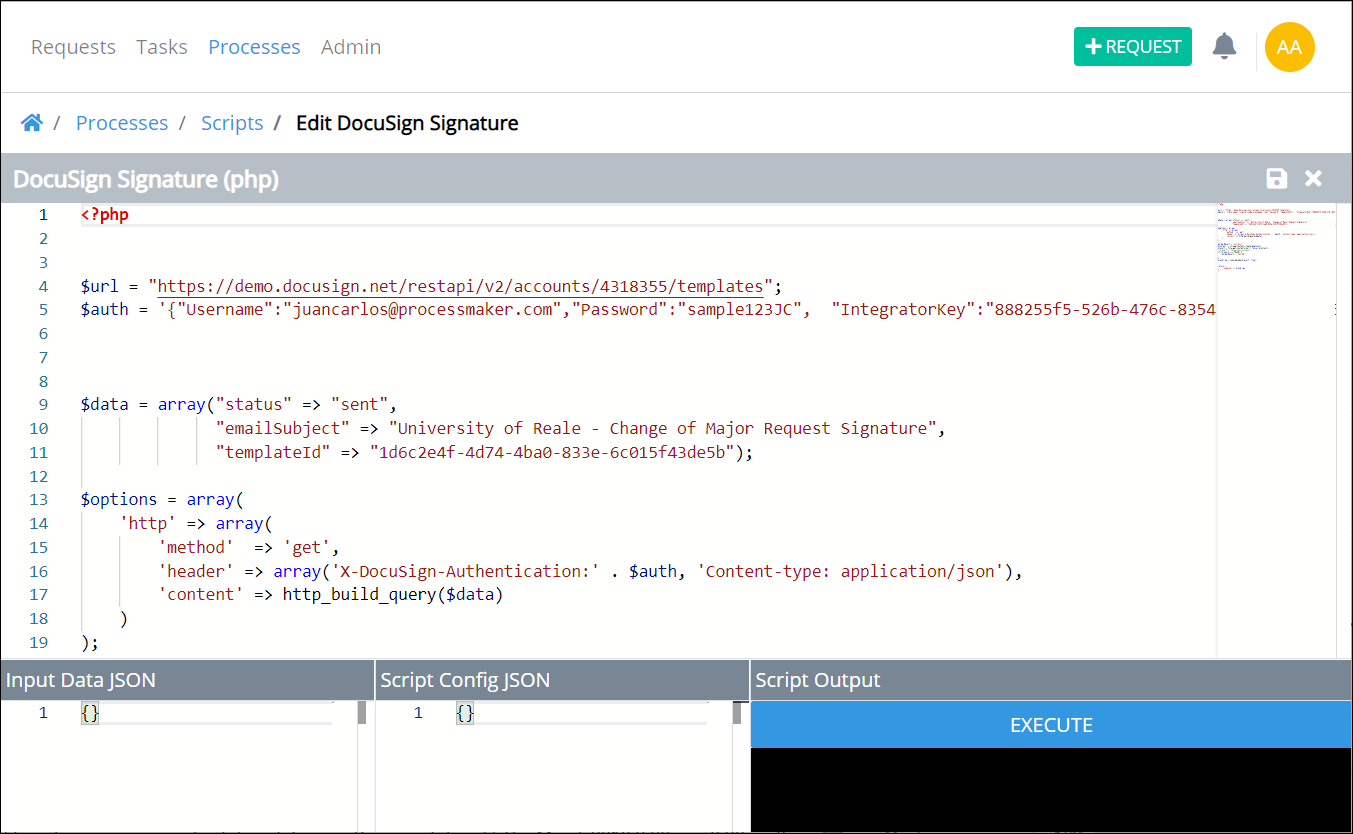 Requests Tasks Processes Admin + REQUEST AA
/ Processes / Scripts / Edit DocuSign Signature
DocuSign Signature (php)
1 <?php
2
3
4 $url = "https://demo.docusign.net/restapi/v2/accounts/4318355/templates";
5 $auth = '{"Username":"juancarlos@processmaker.com","Password":"sample123JC", "IntegratorKey":"888255f5-526b-476c-8354
6
7
8
9 $data = array("status" => "sent",
10 "emailSubject" => "University of Reale - Change of Major Request Signature",
11 "templateId" => "1d6c2e4f-4d74-4ba0-833e-6c015f43de5b");
12
13 $options = array(
14 'http' => array(
15 'method' => 'get',
16 'header' => array('X-DocuSign-Authentication:' . $auth, 'Content-type: application/json'),
17 'content' => http_build_query($data)
18 )
19 );
Input Data JSON Script Config JSON Script Output
1 {} 1 {} EXECUTE